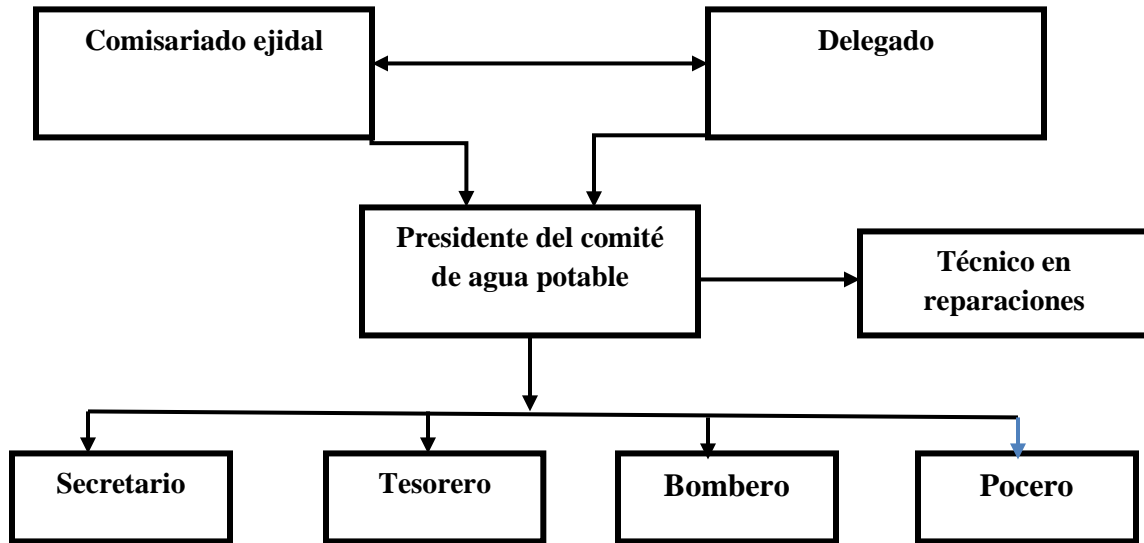 Comisariado ejidal
Delegado
Presidente del comité
de agua potable
Técnico en
reparaciones
Secretario
Tesorero
Bombero
Pocero